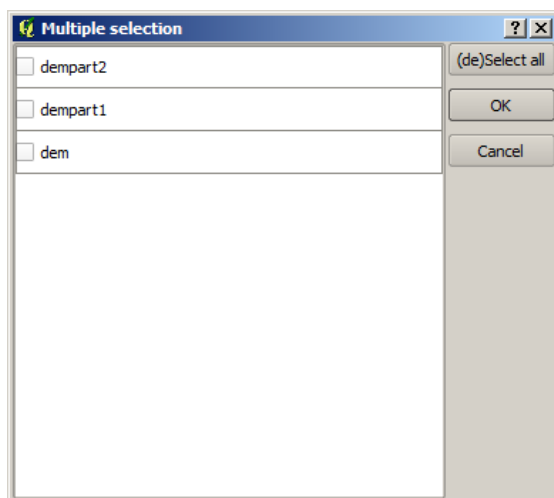 Multiple selection
dempart2
dempart1
dem
(de)Select all
OK
Cancel